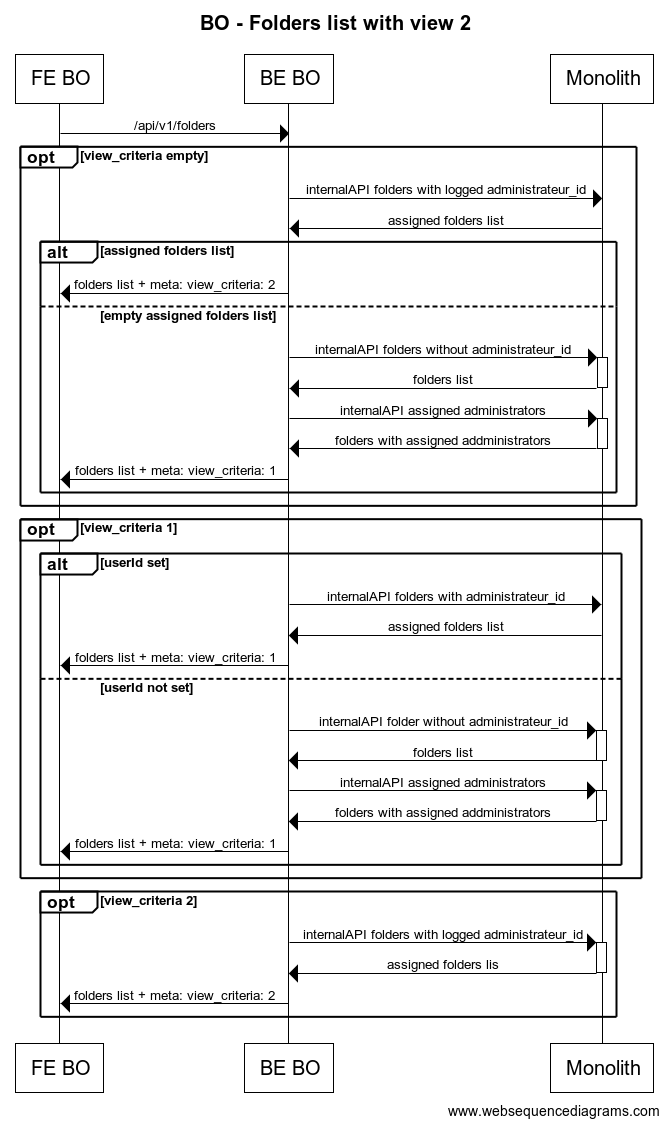 BO - Folders list with view 2
FE BO
BE BO
Monolith
/api/v1/folders
opt
[view_criteria empty]
internalAPI folders with logged administrateur_id
assigned folders list
alt
[assigned folders list]
folders list + meta: view_criteria: 2
[empty assigned folders list]
internalAPI folders without administrateur_id
folders list
internalAPI assigned administrators
folders with assigned addministrators
folders list + meta: view_criteria: 1
opt
[view_criteria 1]
alt
[userId set]
internalAPI folders with administrateur_id
assigned folders list
folders list + meta: view_criteria: 1
[userId not set]
internalAPI folder without administrateur_id
folders list
internalAPI assigned administrators
folders with assigned addministrators
folders list + meta: view_criteria: 1
opt
[view_criteria 2]
internalAPI folders with logged administrateur_id
assigned folders lis
folders list + meta: view_criteria: 2
FE BO
BE BO
Monolith
www.websequencediagrams.com